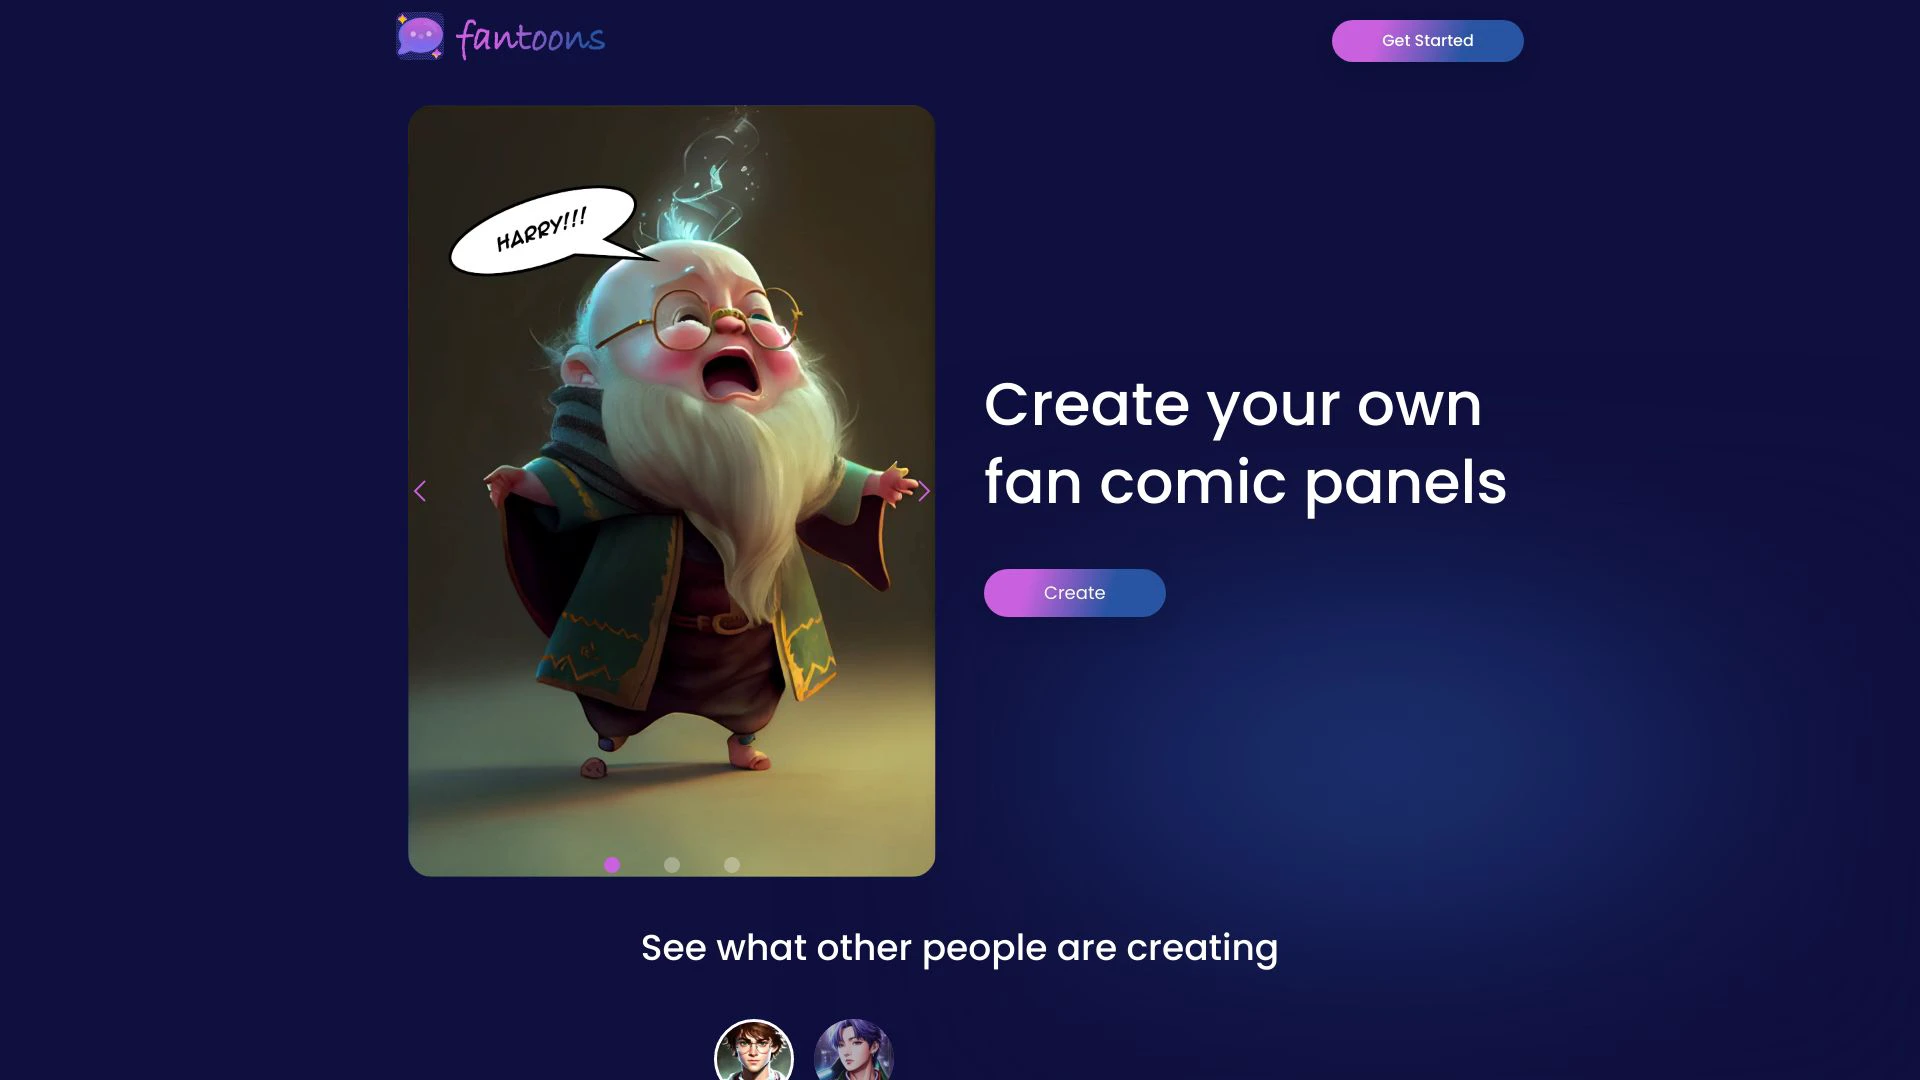 fantoons
Get Started
HARRY!!!
Create your own
fan comic panels
Create
See what other people are creating